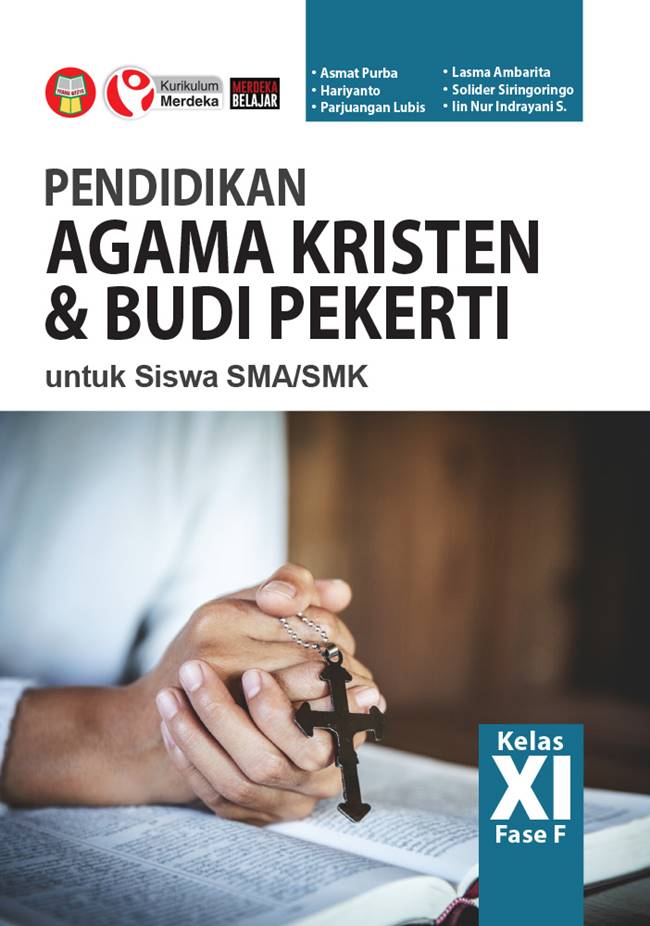 Kurikulum
Merdeka
MERDEKA
BELAJAR
• Asmat Purba
• Hariyanto
• Parjuangan Lubis
• Lasma Ambarita
• Solider Siringoringo
• Iin Nur Indrayani S.
PENDIDIKAN
AGAMA KRISTEN
& BUDI PEKERTI
untuk Siswa SMA/SMK
Kelas
XI
Fase F